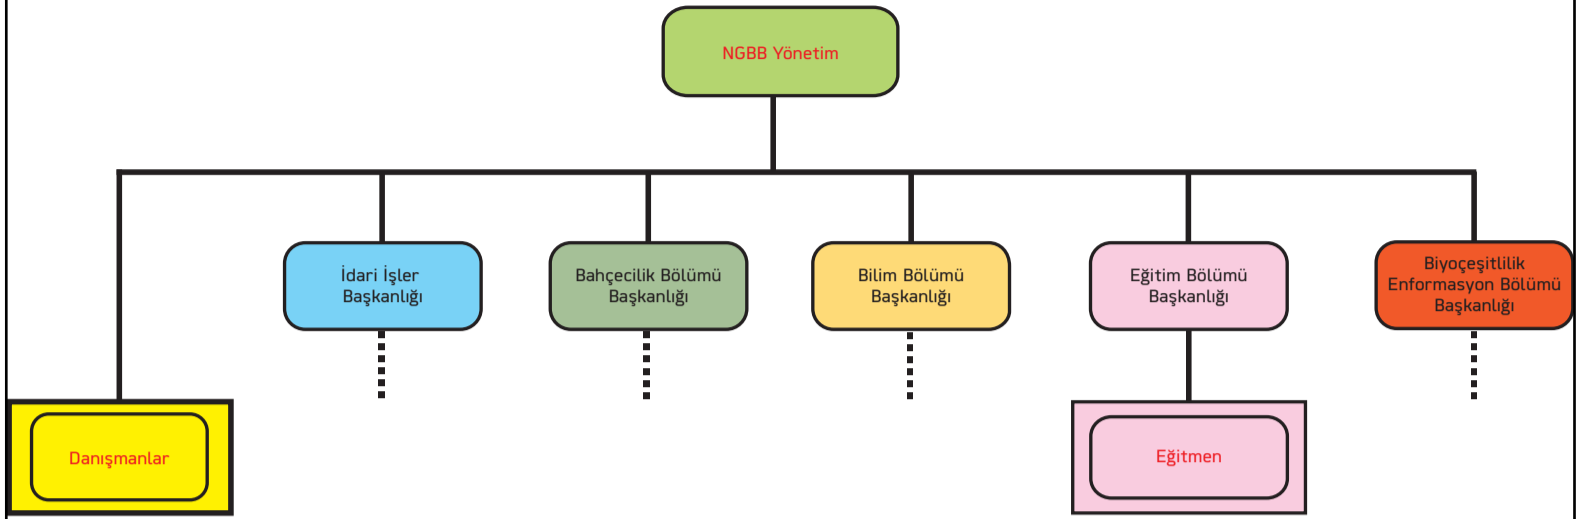 NGBB Yönetim
İdari İşler
Başkanlığı
Bahçecilik Bölümü
Başkanlığı
Bilim Bölümü
Başkanlığı
Eğitim Bölümü
Başkanlığı
Biyoçeşitlilik
Enformasyon Bölümü
Başkanlığı
Danışmanlar
Eğitmen